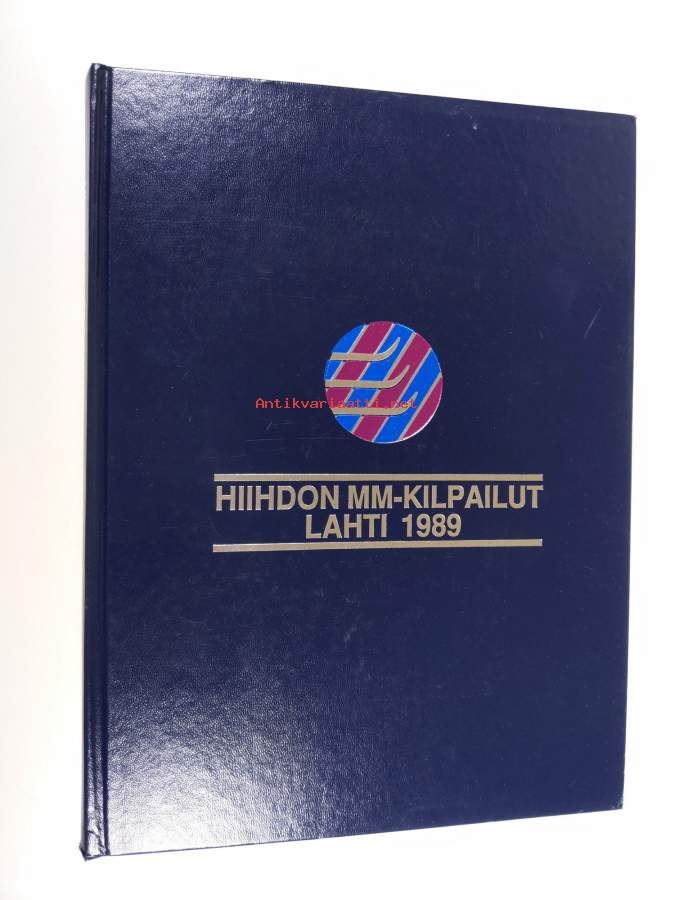 Antikvariaatti.net
HIIHDON MM-KILPAILUT
LAHTI 1989